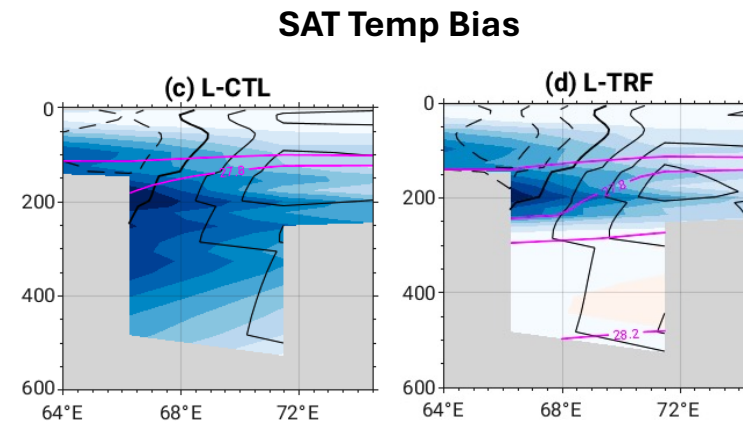 SAT Temp Bias
(c) L-CTL
(d) L-TRF
0
200
400
600
64°E
68°E
72°E
27.8
0
200
400
600
64°E
68°E
72°E
27.8
28.2